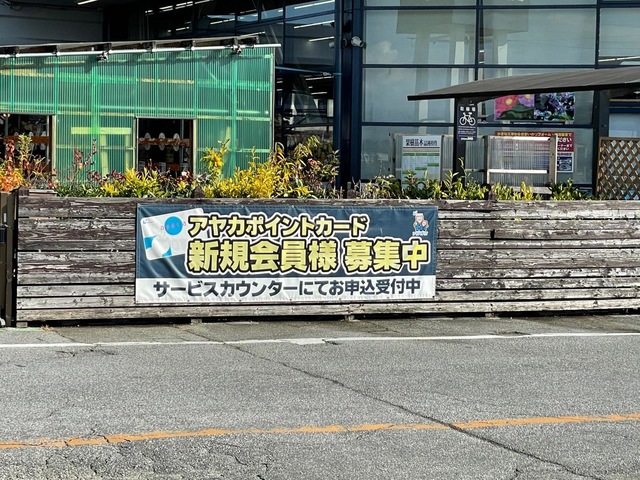 アヤカポイントカード
新規会員様 募集中
サービスカウンターにてお申込受付中